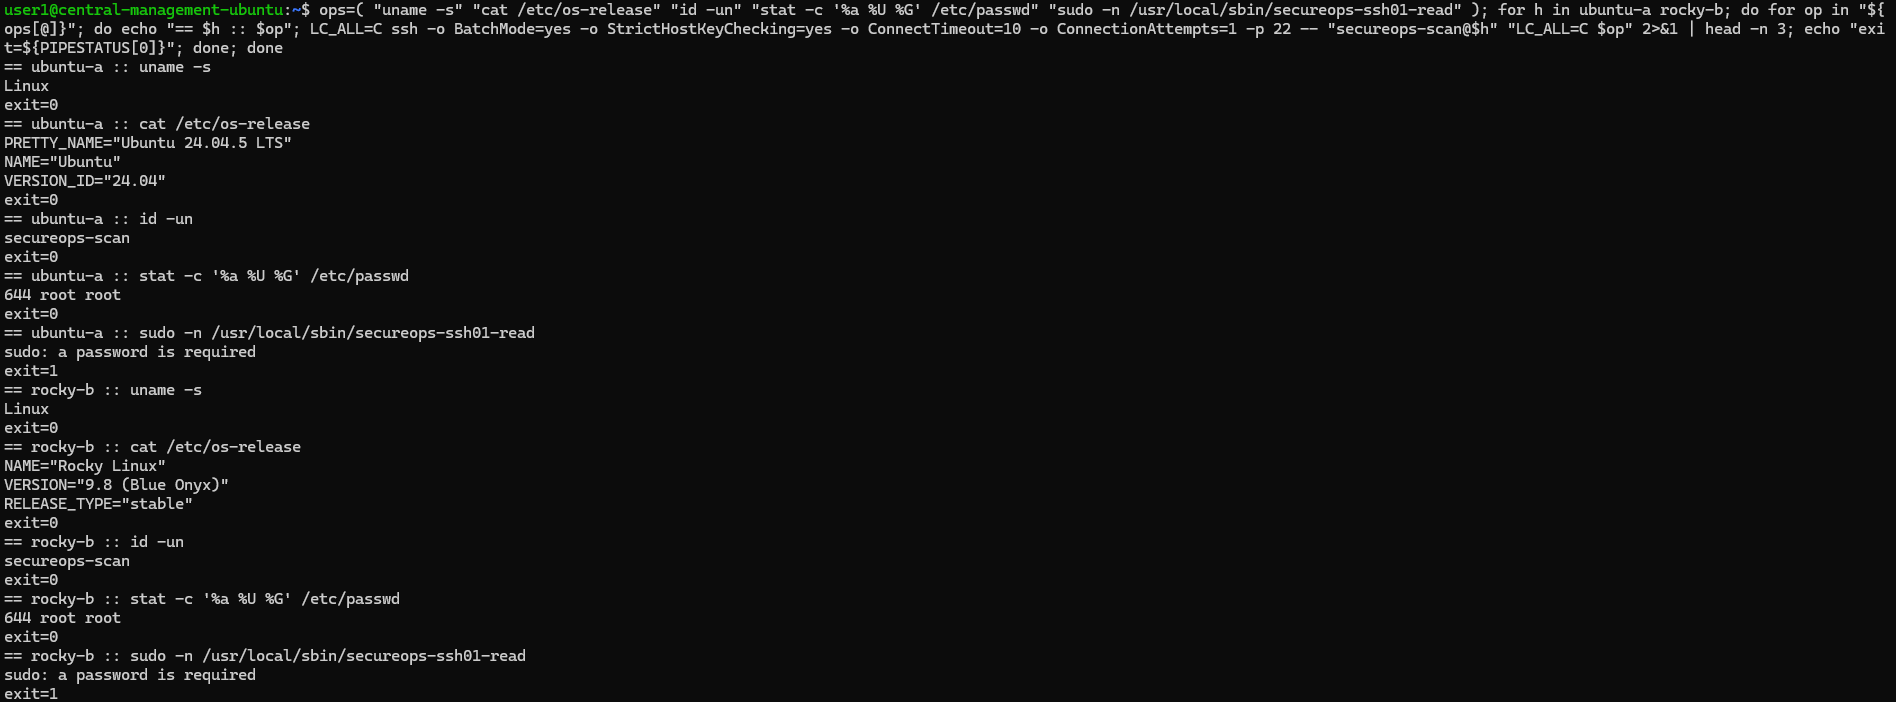 user1@central-management-ubuntu:~$ ops=( "uname -s" "cat /etc/os-release" "id -un" "stat -c '%a %U %G' /etc/passwd" "sudo -n /usr/local/sbin/secureops-ssh01-read" ); for h in ubuntu-a rocky-b; do for op in "${
ops[@]}"; do echo "== $h :: $op"; LC_ALL=C ssh -o BatchMode=yes -o StrictHostKeyChecking=yes -o ConnectTimeout=10 -o ConnectionAttempts=1 -p 22 -- "secureops-scan@$h" "LC_ALL=C $op" 2>&1 | head -n 3; echo "exi
t=${PIPESTATUS[0]}"; done; done
== ubuntu-a :: uname -s
Linux
exit=0
== ubuntu-a :: cat /etc/os-release
PRETTY_NAME="Ubuntu 24.04.5 LTS"
NAME="Ubuntu"
VERSION_ID="24.04"
exit=0
== ubuntu-a :: id -un
secureops-scan
exit=0
== ubuntu-a :: stat -c '%a %U %G' /etc/passwd
644 root root
exit=0
== ubuntu-a :: sudo -n /usr/local/sbin/secureops-ssh01-read
sudo: a password is required
exit=1
== rocky-b :: uname -s
Linux
exit=0
== rocky-b :: cat /etc/os-release
NAME="Rocky Linux"
VERSION="9.8 (Blue Onyx)"
RELEASE_TYPE="stable"
exit=0
== rocky-b :: id -un
secureops-scan
exit=0
== rocky-b :: stat -c '%a %U %G' /etc/passwd
644 root root
exit=0
== rocky-b :: sudo -n /usr/local/sbin/secureops-ssh01-read
sudo: a password is required
exit=1